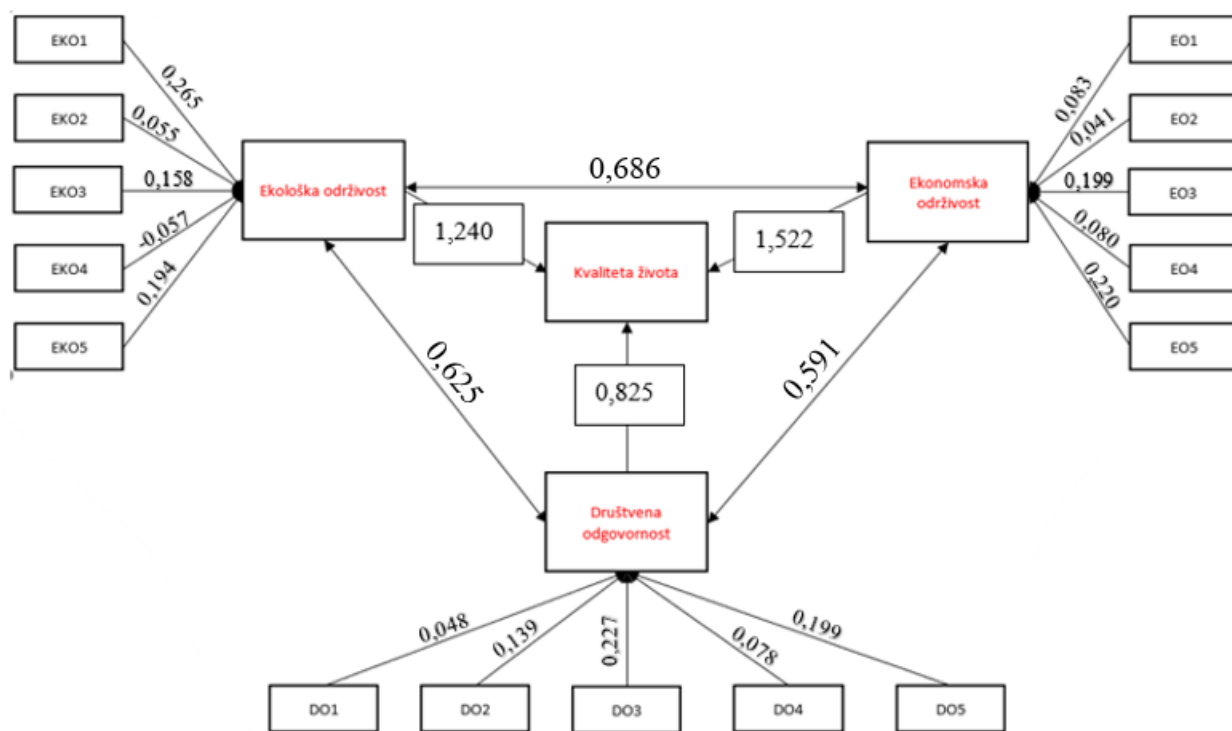 EKO1
0,265
EKO2
0,055
EKO3
0,158
EKO4
-0,057
EKO5
0,194
Ekološka održivost
0,686
Ekonomska
održivost
EO1
0,083
EO2
0,041
EO3
0,199
EO4
0,080
EO5
0,220
1,240
1,522
Kvaliteta života
0,625
0,825
0,591
Društvena
odgovornost
0,048
0,139
0,227
0,078
0,199
DO1
DO2
DO3
DO4
DO5